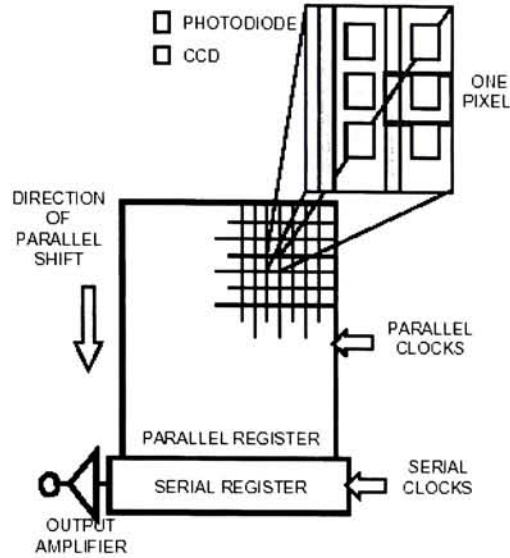 PHOTODIODE
CCD
ONE
PIXEL
DIRECTION
OF
PARALLEL
SHIFT
PARALLEL
CLOCKS
PARALLEL REGISTER
SERIAL REGISTER
SERIAL
CLOCKS
OUTPUT
AMPLIFIER